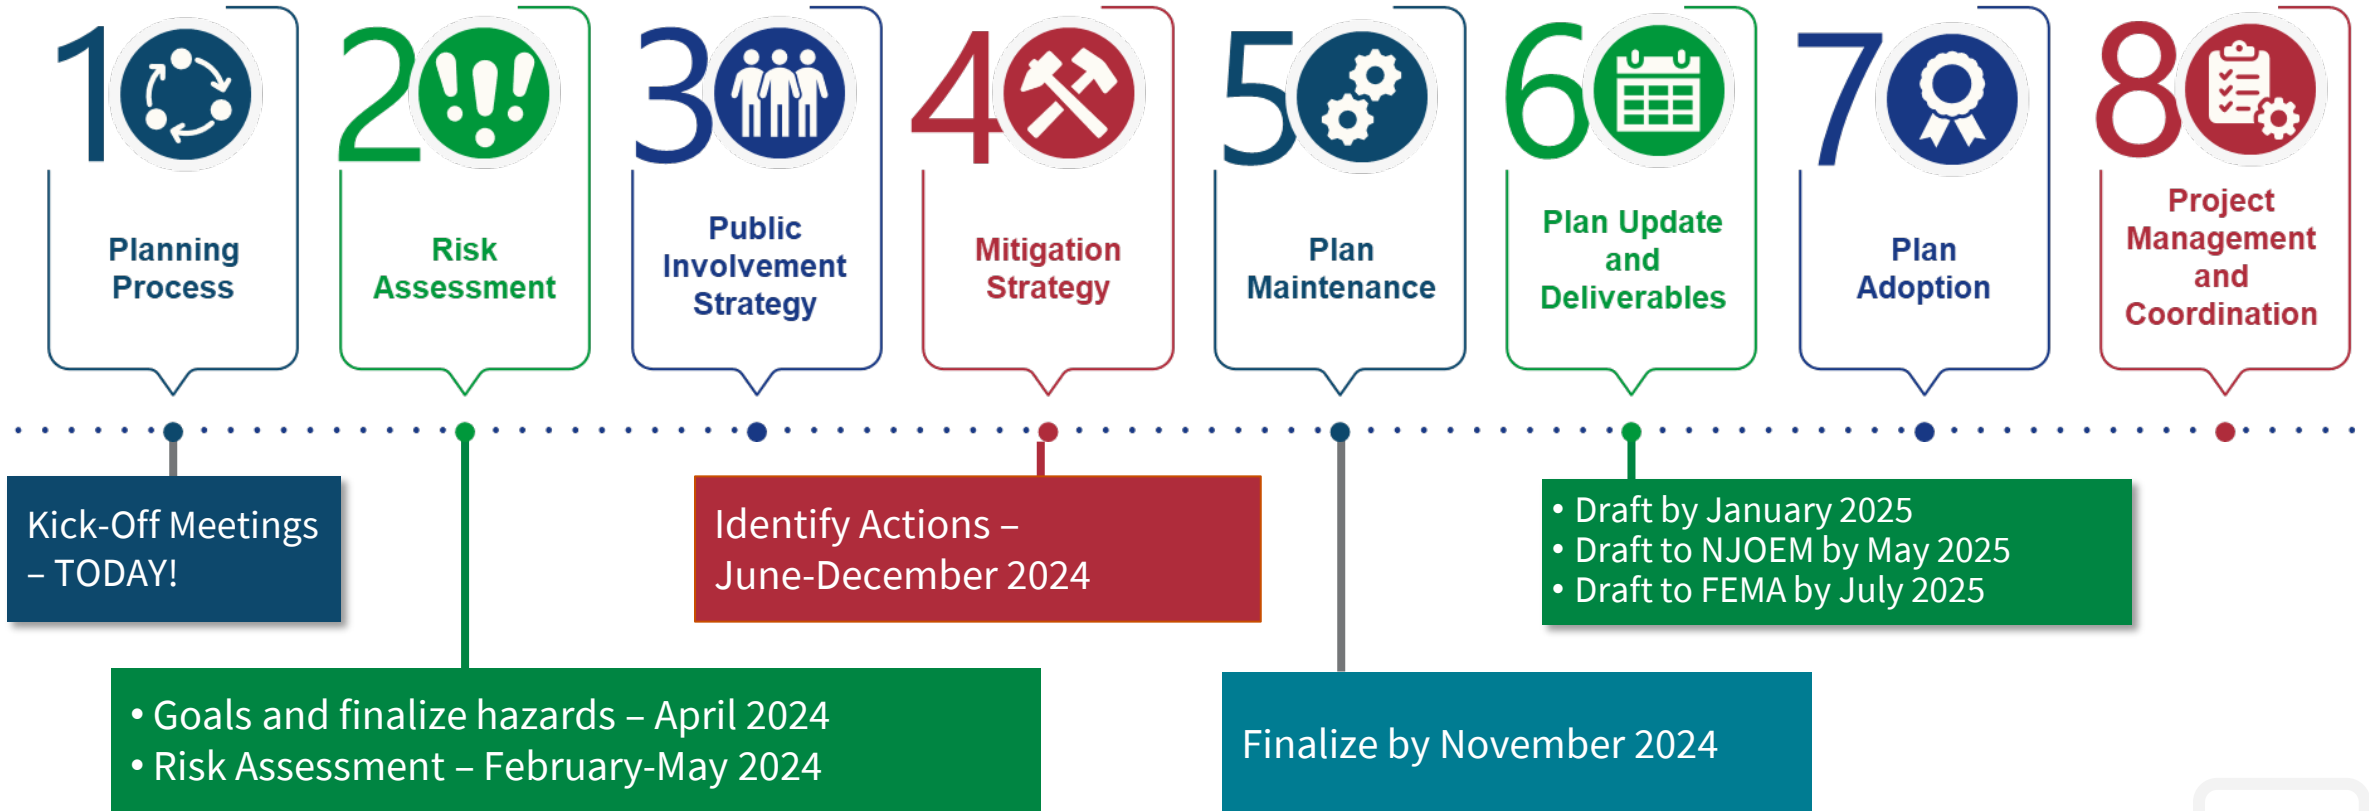 1
Planning
Process
2
Risk
Assessment
3
Public
Involvement
Strategy
4
Mitigation
Strategy
5
Plan
Maintenance
6
Plan Update
and
Deliverables
7
Plan
Adoption
8
Project
Management
and
Coordination
Kick-Off Meetings
– TODAY!
• Goals and finalize hazards – April 2024
• Risk Assessment – February-May 2024
Identify Actions –
June-December 2024
Finalize by November 2024
• Draft by January 2025
• Draft to NJOEM by May 2025
• Draft to FEMA by July 2025